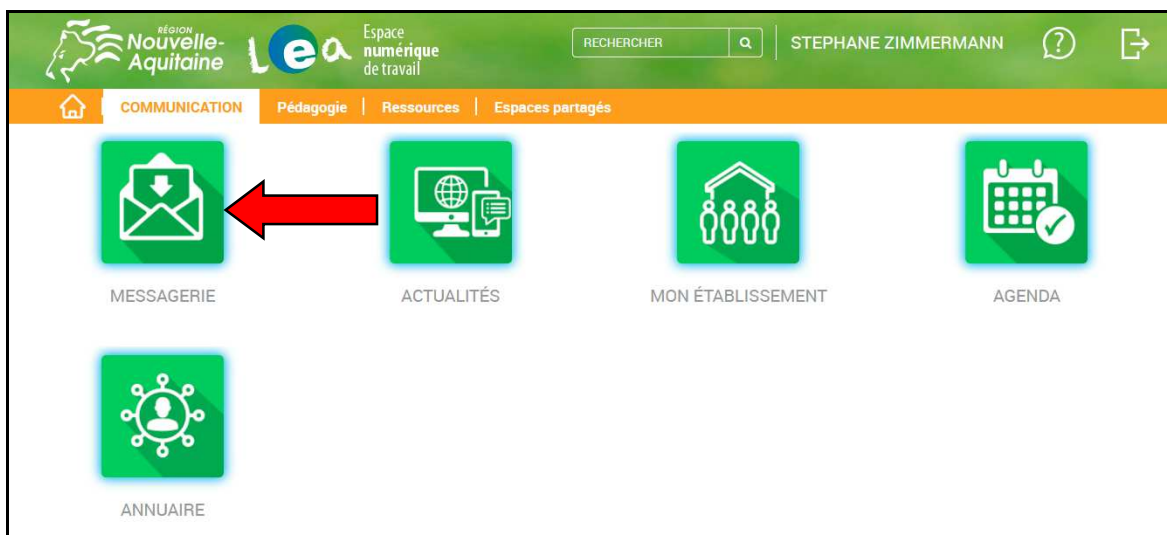 RÉGION
Nouvelle-
Aquitaine
Lea
Espace
numérique
de travail
RECHERCHER
STEPHANE ZIMMERMANN
?
COMMUNICATION
Pédagogie
Ressources
Espaces partagés
MESSAGERIE
ACTUALITÉS
MON ÉTABLISSEMENT
AGENDA
ANNUAIRE